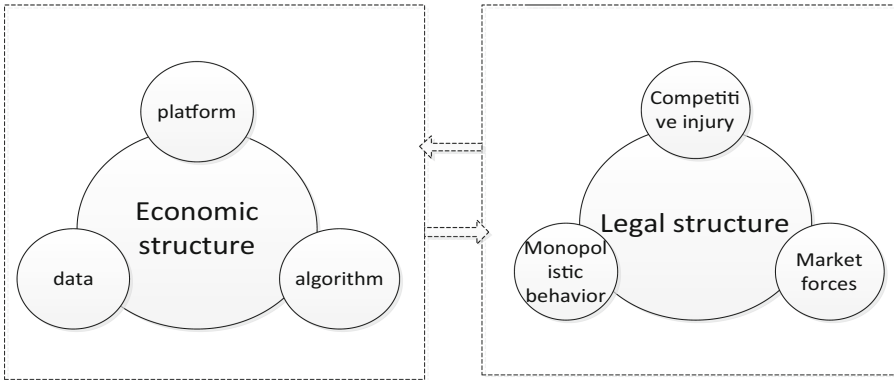 platform
Economic
structure
data
algorithm
Competiti
ve injury
Legal structure
Monopol
istic
behavior
Market
forces